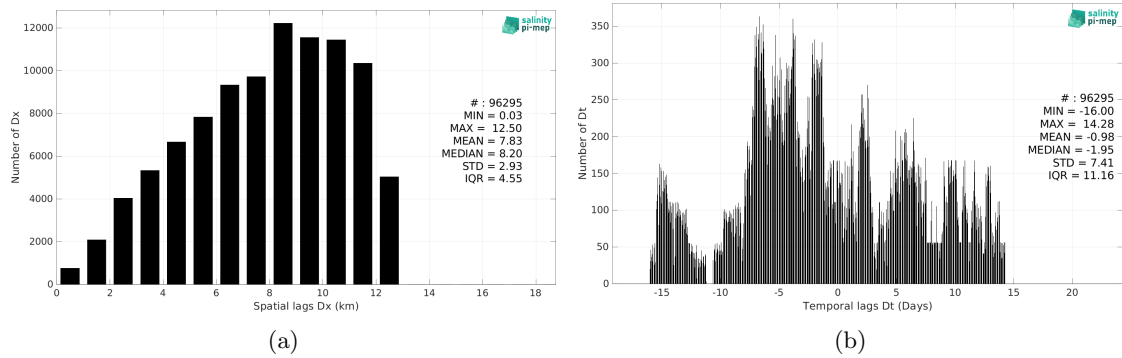 12000
10000
8000
6000
4000
2000
0
Number of Dx
0 2 4 6 8 10 12 14 16 18
Spatial lags Dx (km)
salinity
pi-mep
# : 96295
MIN = 0.03
MAX = 12.50
MEAN = 7.83
MEDIAN = 8.20
STD = 2.93
IQR = 4.55
(a)
350
300
250
200
150
100
50
0
Number of Dt
-15 -10 -5 0 5 10 15 20
Temporal lags Dt (Days)
salinity
pi-mep
# : 96295
MIN = -16.00
MAX = 14.28
MEAN = -0.98
MEDIAN = -1.95
STD = 7.41
IQR = 11.16
(b)